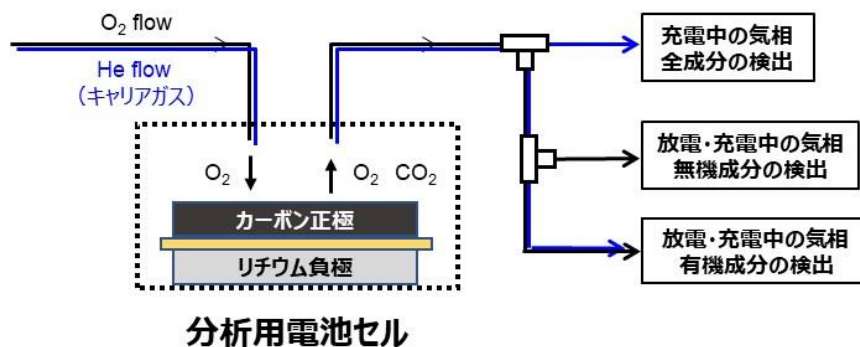 O2 flow
He flow
（キャリアガス）
O2
O2 CO2
カーボン正極
リチウム負極
分析用電池セル
充電中の気相
全成分の検出
放電・充電中の気相
無機成分の検出
放電・充電中の気相
有機成分の検出